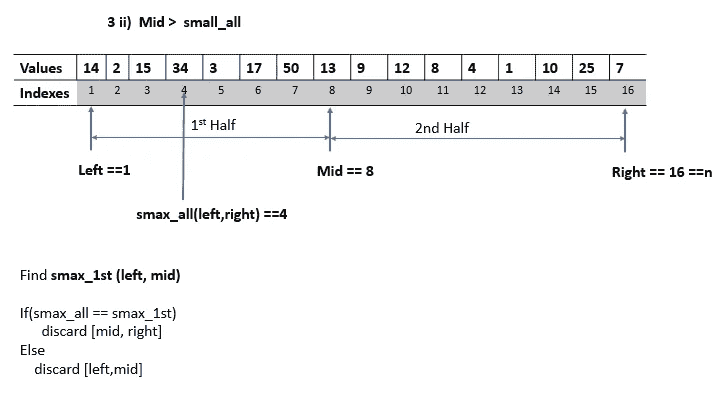 3 ii) Mid > small_all
Values 14 2 15 34 3 17 50 13 9 12 8 4 1 10 25 7
Indexes 1 2 3 4 5 6 7 8 9 10 11 12 13 14 15 16
1st Half 2nd Half
Left ==1 Mid == 8 Right == 16 ==n
smax_all(left,right) ==4
Find smax_1st (left, mid)
If(smax_all == smax_1st)
discard [mid, right]
Else
discard [left,mid]